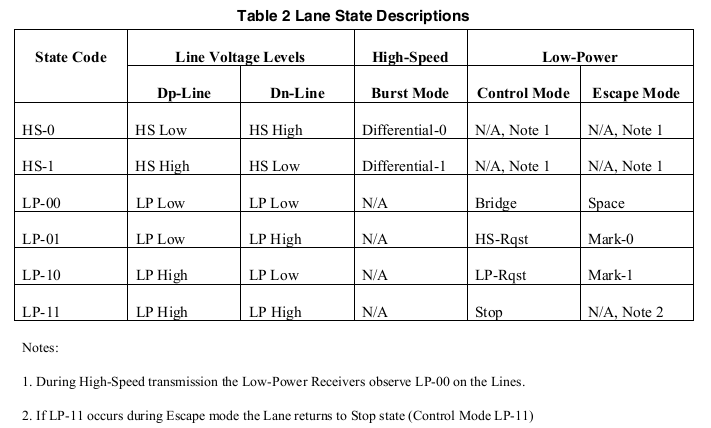 Table 2 Lane State Descriptions
State Code Line Voltage Levels High-Speed Low-Power
Dp-Line Dn-Line Burst Mode Control Mode Escape Mode
HS-0 HS Low HS High Differential-0 N/A, Note 1 N/A, Note 1
HS-1 HS High HS Low Differential-1 N/A, Note 1 N/A, Note 1
LP-00 LP Low LP Low N/A Bridge Space
LP-01 LP Low LP High N/A HS-Rqst Mark-0
LP-10 LP High LP Low N/A LP-Rqst Mark-1
LP-11 LP High LP High N/A Stop N/A, Note 2
Notes:
1. During High-Speed transmission the Low-Power Receivers observe LP-00 on the Lines.
2. If LP-11 occurs during Escape mode the Lane returns to Stop state (Control Mode LP-11)